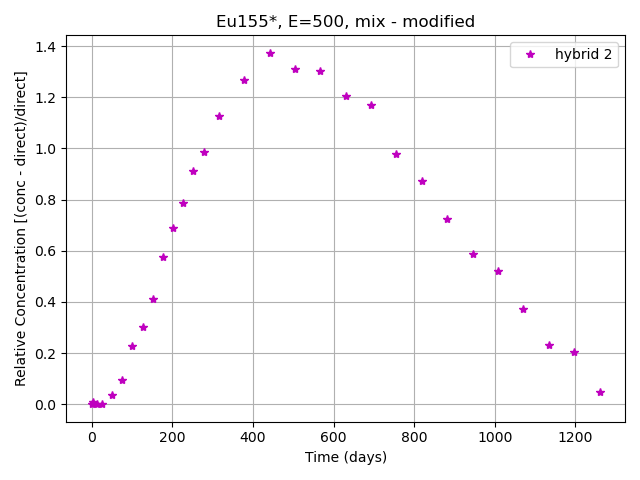 Eu155*, E=500, mix - modified
hybrid 2
Relative Concentration [(conc - direct)/direct]
1.4
1.2
1.0
0.8
0.6
0.4
0.2
0.0
0 200 400 600 800 1000 1200
Time (days)